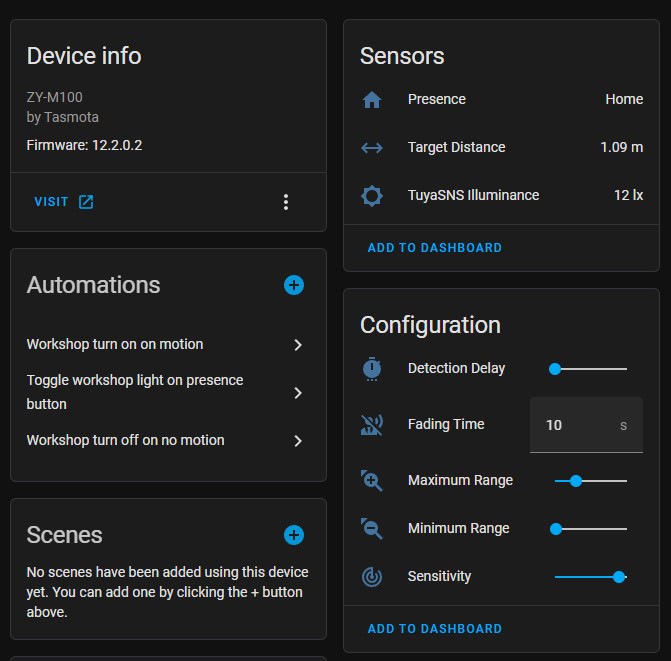 Device info
ZY-M100
by Tasmota
Firmware: 12.2.0.2
VISIT
Automations
Workshop turn on on motion
Toggle workshop light on presence
button
Workshop turn off on no motion
Scenes
No scenes have been added using this device
yet. You can add one by clicking the + button
above.
Sensors
Presence Home
Target Distance 1.09 m
TuyaSNS Illuminance 12 lx
ADD TO DASHBOARD
Configuration
Detection Delay
Fading Time 10 s
Maximum Range
Minimum Range
Sensitivity
ADD TO DASHBOARD